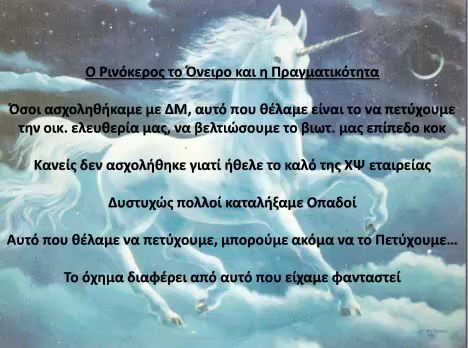 Ο Ρινόκερος το Όνειρο και η Πραγματικότητα
Όσοι ασχοληθήκαμε με ΔΜ, αυτό που θέλαμε είναι το να πετύχουμε
την οικ. ελευθερία μας, να βελτιώσουμε το βιωτ. μας επίπεδο κοκ
Κανείς δεν ασχολήθηκε γιατί ήθελε το καλό της ΧΨ εταιρείας
Δυστυχώς πολλοί καταλήξαμε Οπαδοί
Αυτό που θέλαμε να πετύχουμε, μπορούμε ακόμα να το Πετύχουμε...
Το όχημα διαφέρει από αυτό που είχαμε φανταστεί